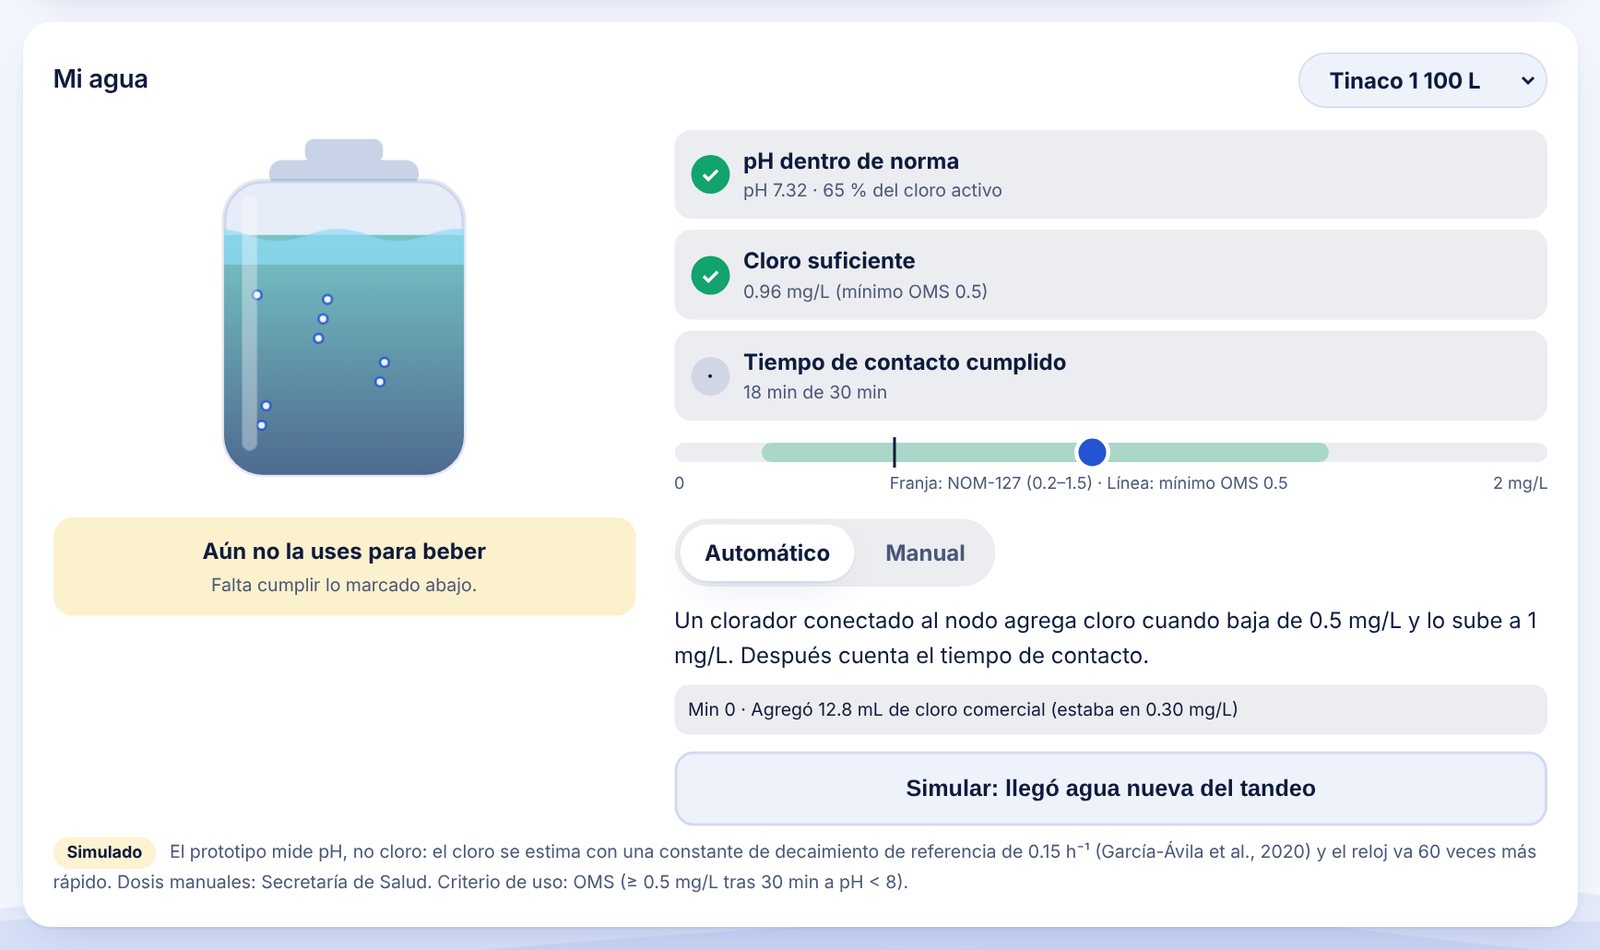 Mi agua
Tinaco 1 100 L
pH dentro de norma
pH 7.32 · 65 % del cloro activo
Cloro suficiente
0.96 mg/L (mínimo OMS 0.5)
Tiempo de contacto cumplido
18 min de 30 min
0
Franja: NOM-127 (0.2–1.5) · Línea: mínimo OMS 0.5
2 mg/L
Aún no la uses para beber
Falta cumplir lo marcado abajo.
Automático
Manual
Un clorador conectado al nodo agrega cloro cuando baja de 0.5 mg/L y lo sube a 1
mg/L. Después cuenta el tiempo de contacto.
Min 0 · Agregó 12.8 mL de cloro comercial (estaba en 0.30 mg/L)
Simular: llegó agua nueva del tandeo
Simulado El prototipo mide pH, no cloro: el cloro se estima con una constante de decaimiento de referencia de 0.15 h⁻¹ (García-Ávila et al., 2020) y el reloj va 60 veces más
rápido. Dosis manuales: Secretaría de Salud. Criterio de uso: OMS (≥ 0.5 mg/L tras 30 min a pH < 8).